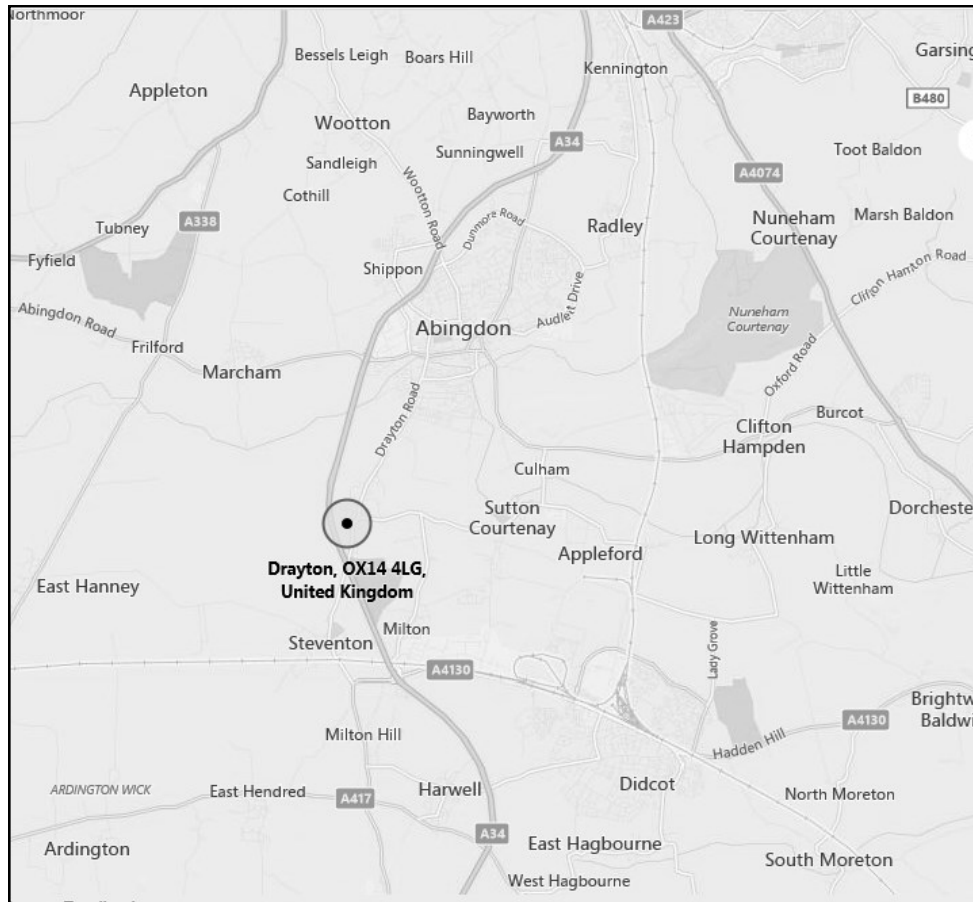 Northmoor
A423
Bessels Leigh
Boars Hill
Garsing
Kennington
Appleton
B480
Bayworth
Wootton
A34
Sunningwell
Toot Baldon
Sandleigh
A4074
Cothill
Wootton Road
Dunmore Road
Radley
Nuneham
Courtenay
Marsh Baldon
A338
Tubney
Fyfield
Shippon
Clifton Hampton Road
Audlett Drive
Abingdon Road
Nuneham
Courtenay
Abingdon
Frilford
Marcham
Oxford Road
Drayton Road
Burcot
Clifton
Hampden
Culham
Sutton
Courtenay
Dorcheste
Long Wittenham
Appleford
Drayton, OX14 4LG,
United Kingdom
East Hanney
Little
Wittenham
Milton
Steventon
Lady Grove
A4130
Brightw
Baldwi
A4130
Milton Hill
Hadden Hill
Didcot
ARDINGTON WICK
East Hendred
Harwell
North Moreton
A417
A34
East Hagbourne
Ardington
South Moreton
West Hagbourne